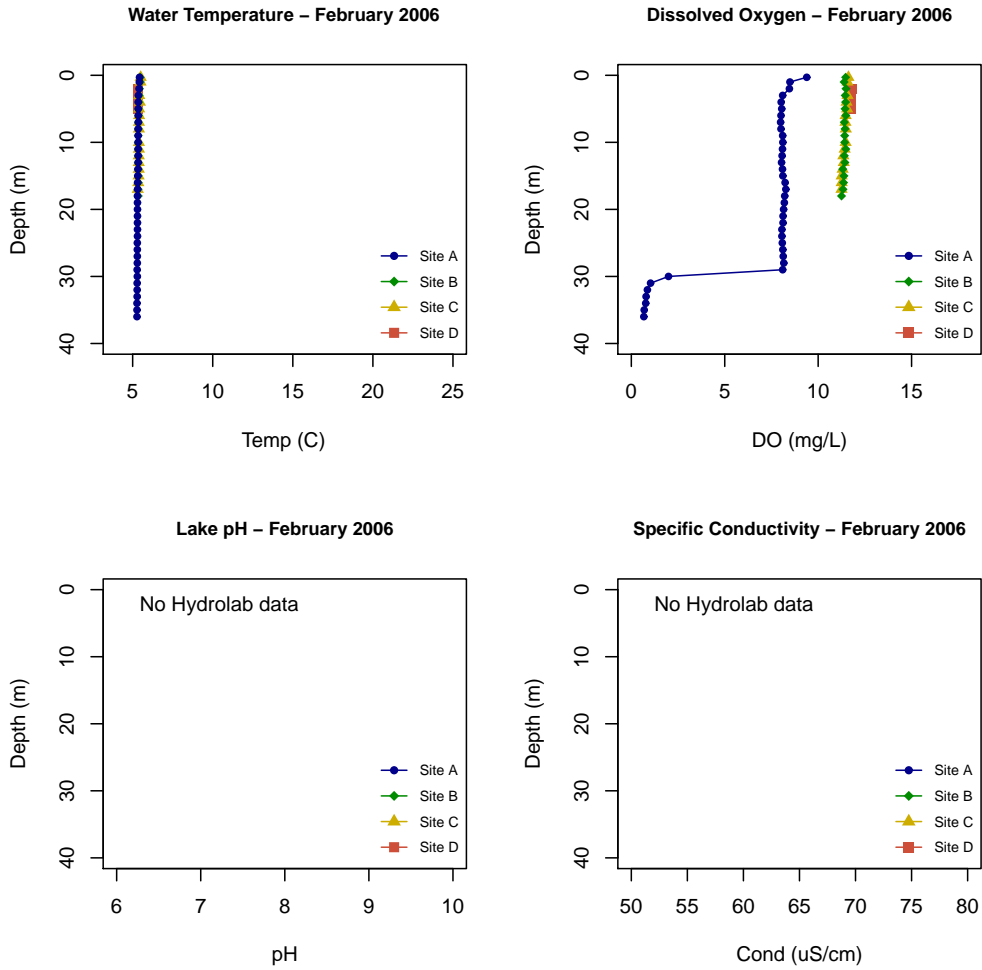 Water Temperature – February 2006
0
10
20
30
40
Depth (m)
Site A
Site B
Site C
Site D
5 10 15 20 25
Temp (C)
Dissolved Oxygen – February 2006
0
10
20
30
40
Depth (m)
Site A
Site B
Site C
Site D
0 5 10 15
DO (mg/L)
Lake pH – February 2006
No Hydrolab data
0
10
20
30
40
Depth (m)
Site A
Site B
Site C
Site D
6 7 8 9 10
pH
Specific Conductivity – February 2006
No Hydrolab data
0
10
20
30
40
Depth (m)
Site A
Site B
Site C
Site D
50 55 60 65 70 75 80
Cond (uS/cm)